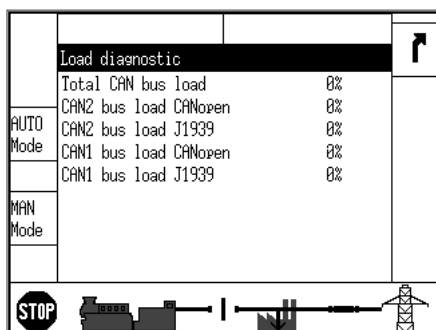 Load diagnostic
Total CAN bus load 0%
CAN2 bus load CANopen 0%
CAN2 bus load J1939 0%
CAN1 bus load CANopen 0%
CAN1 bus load J1939 0%
AUTO
Mode
MAN
Mode
STOP